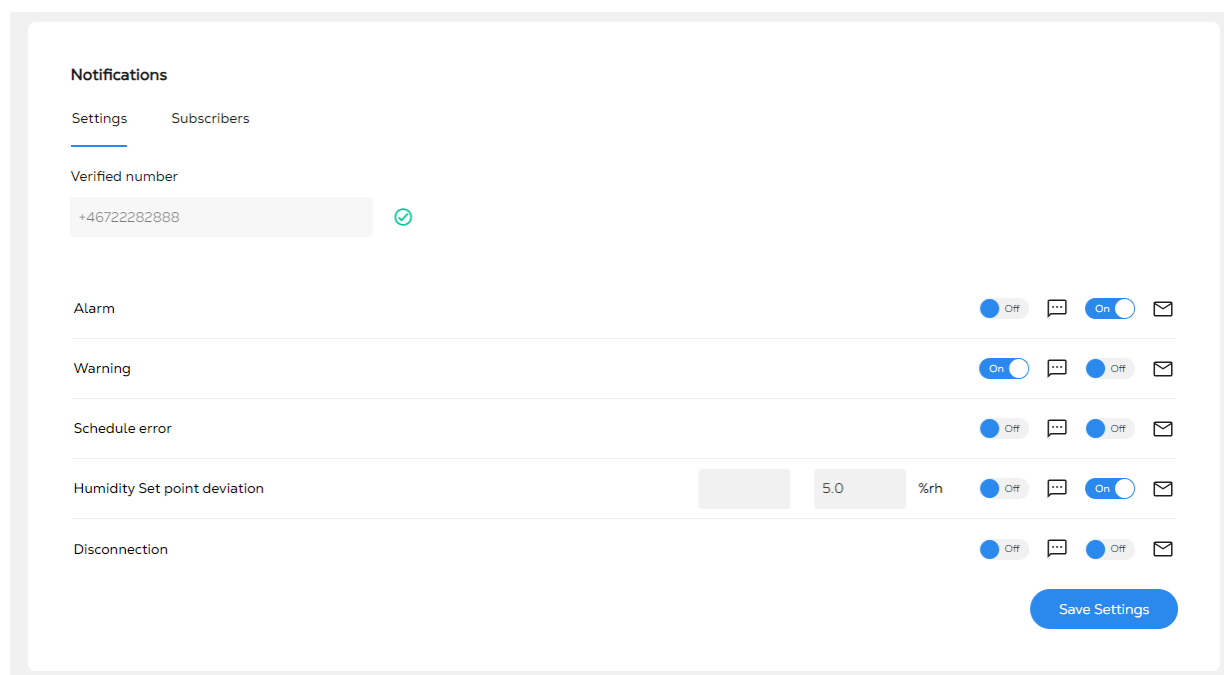 Notifications
Settings Subscribers
Verified number
+46722282888
Alarm Off On
Warning On Off
Schedule error Off Off
Humidity Set point deviation 5.0 %rh Off On
Disconnection Off Off
Save Settings